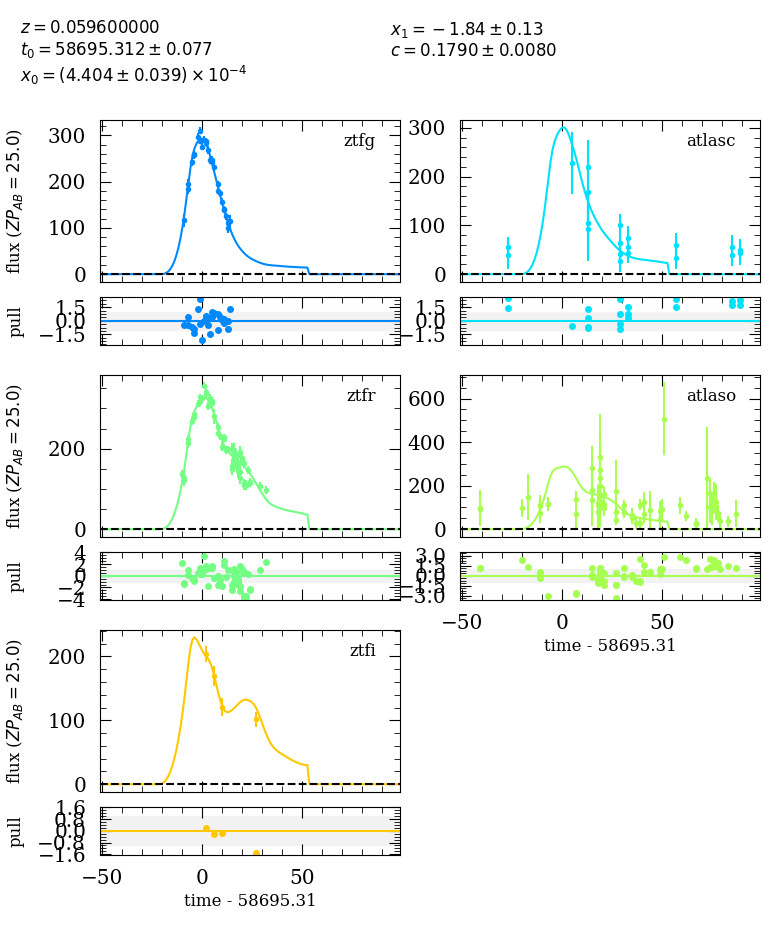 z = 0.059600000
t₀ = 58695.312 ± 0.077
x₀ = (4.404 ± 0.039) × 10⁻⁴
x₁ = −1.84 ± 0.13
c = 0.1790 ± 0.0080
ztfg
flux (ZP_AB = 25.0)
300
200
100
0
pull
1.5
0.0
−1.5
atlasc
300
200
100
0
1.5
0.0
−1.5
ztfr
flux (ZP_AB = 25.0)
200
0
pull
4
2
0
−2
−4
atlaso
600
400
200
0
3.0
1.5
0.0
−1.5
−3.0
−50
0
50
time - 58695.31
ztfi
flux (ZP_AB = 25.0)
200
100
0
pull
1.6
0.8
0.0
−0.8
−1.6
−50
0
50
time - 58695.31